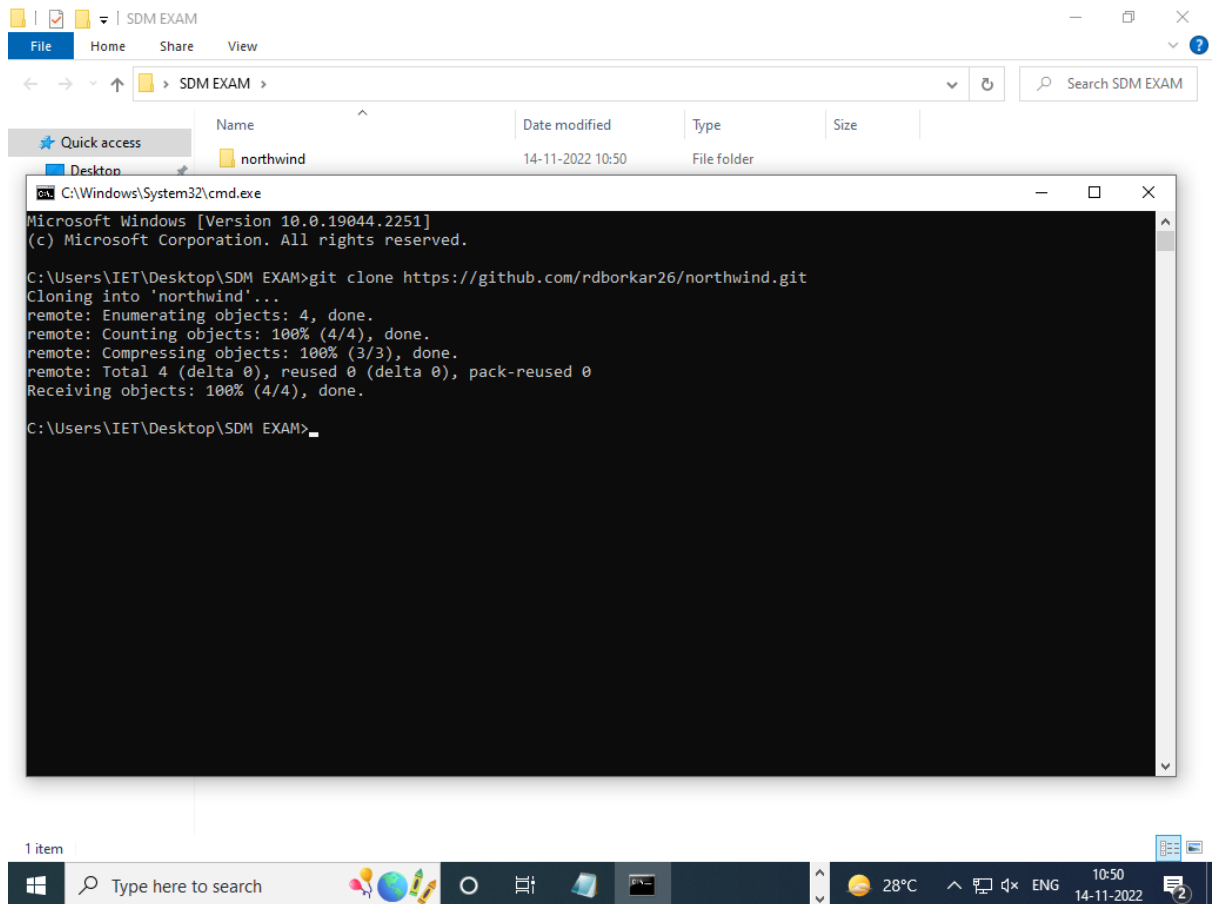 SDM EXAM
File Home Share View
SDM EXAM
Search SDM EXAM
Name Date modified Type Size
Quick access
northwind 14-11-2022 10:50 File folder
Desktop
C:\Windows\System32\cmd.exe
Microsoft Windows [Version 10.0.19044.2251]
(c) Microsoft Corporation. All rights reserved.
C:\Users\IET\Desktop\SDM EXAM>git clone https://github.com/rdborkar26/northwind.git
Cloning into 'northwind'...
remote: Enumerating objects: 4, done.
remote: Counting objects: 100% (4/4), done.
remote: Compressing objects: 100% (3/3), done.
remote: Total 4 (delta 0), reused 0 (delta 0), pack-reused 0
Receiving objects: 100% (4/4), done.
C:\Users\IET\Desktop\SDM EXAM>
1 item
Type here to search
28°C
ENG
10:50
14-11-2022
2